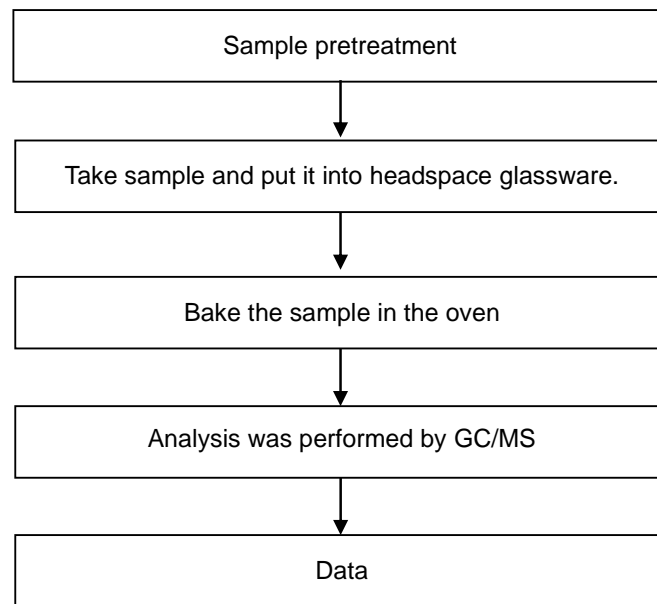 Sample pretreatment
Take sample and put it into headspace glassware.
Bake the sample in the oven
Analysis was performed by GC/MS
Data